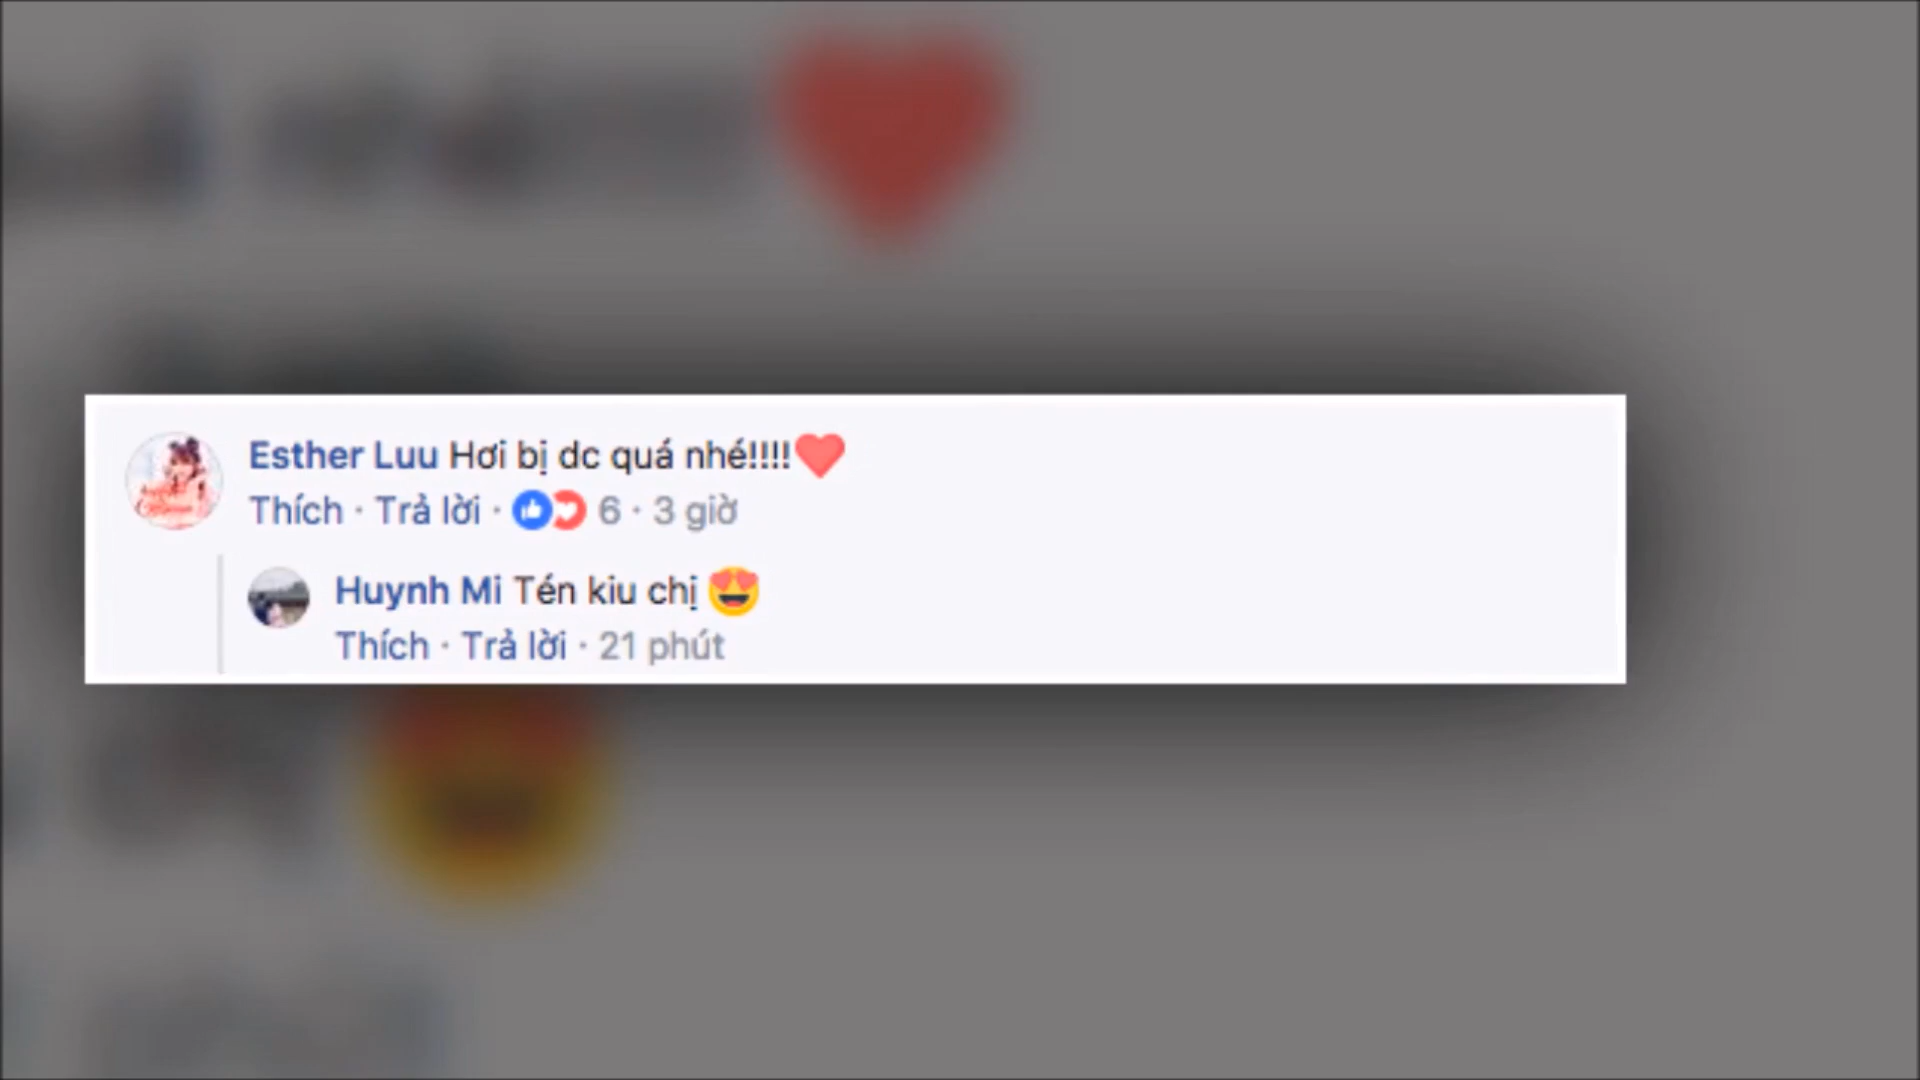 Esther Luu Hơi bị dc quá nhé!!!!❤️
Thích · Trả lời · 6 · 3 giờ
Huynh Mi Tén kiu chị 😍
Thích · Trả lời · 21 phút